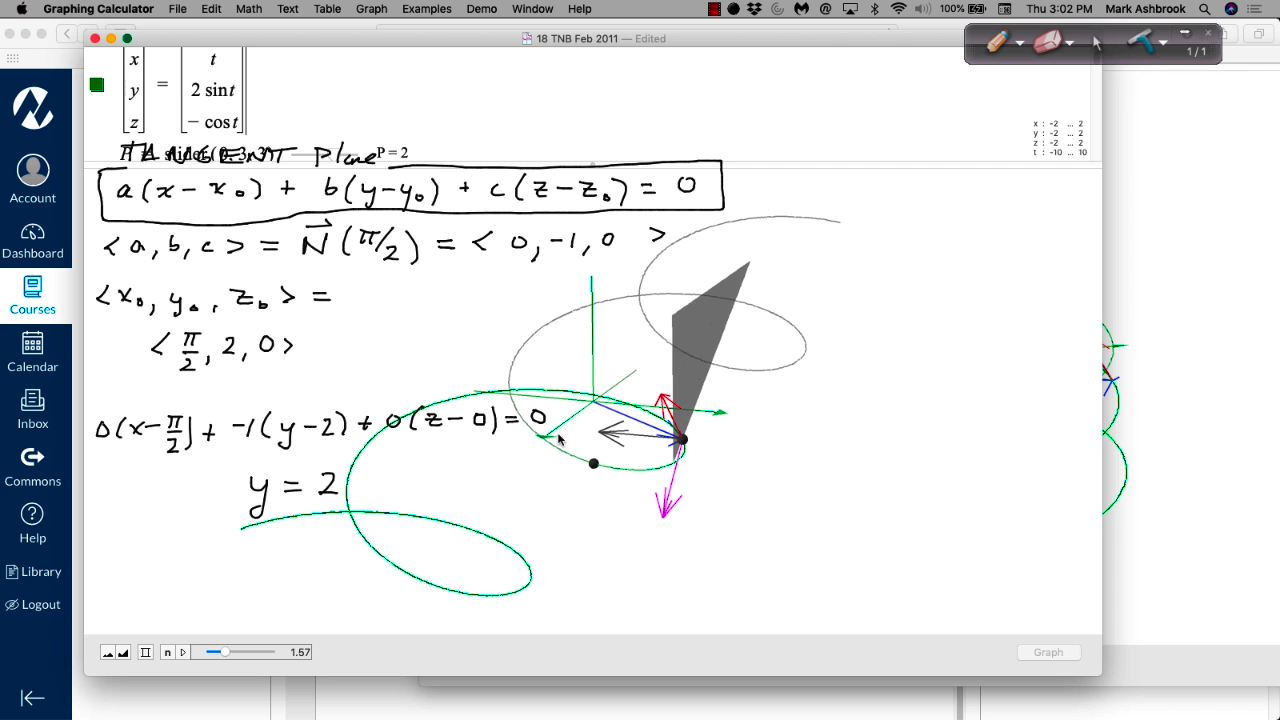 Graphing Calculator File Edit Math Text Table Graph Examples Demo Window Help 100% Thu 3:02 PM Mark Ashbrook
18 TNB Feb 2011 — Edited
1 / 1
x t
y = 2 sin t
z − cos t
x : -2 ... 2
y : -2 ... 2
z : -2 ... 2
t : -10 ... 10
TANGENT Plane
slider P = 2
a(x-x₀) + b(y-y₀) + c(z-z₀) = 0
<a, b, c> = N⃗(π/2) = <0, -1, 0>
<x₀, y₀, z₀> =
<π/2, 2, 0>
0(x-π/2) + -1(y-2) + 0(z-0) = 0
y = 2
n 1.57 Graph
Account
Dashboard
Courses
Calendar
Inbox
Commons
Help
Library
Logout